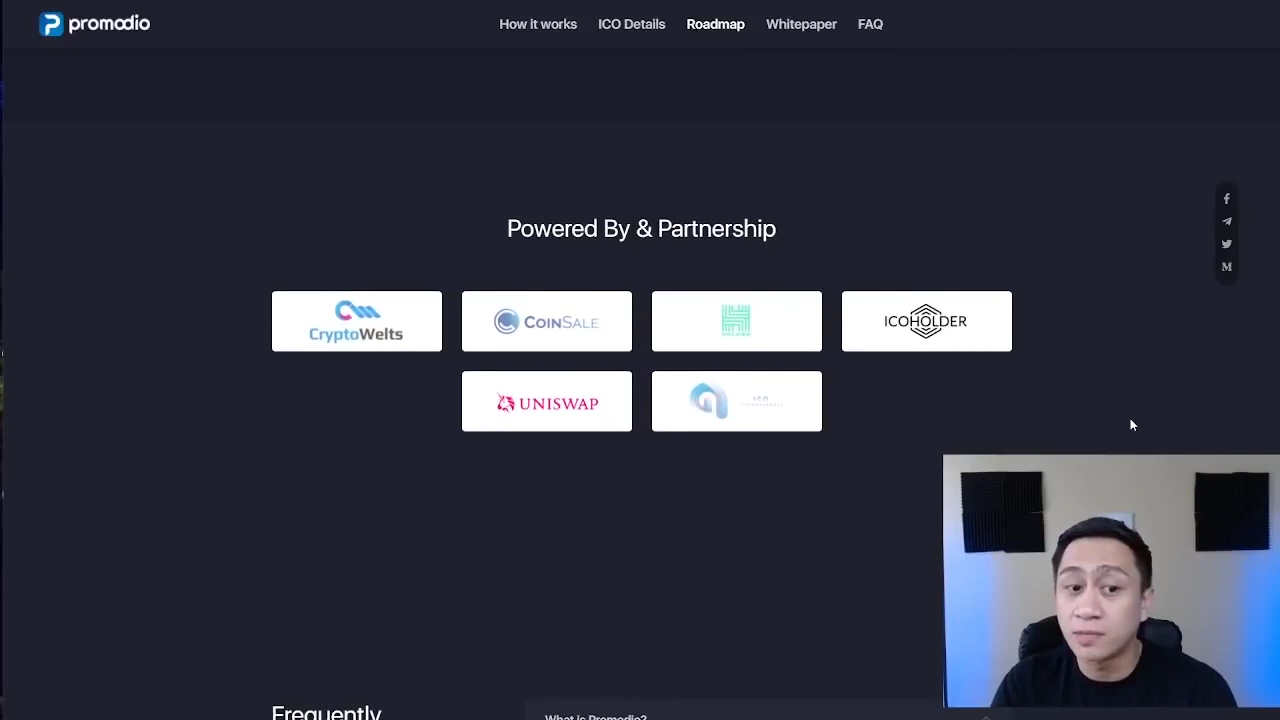 promodio
How it works
ICO Details
Roadmap
Whitepaper
FAQ
Powered By & Partnership
CryptoWelts
COINSALE
ICOHOLDER
UNISWAP
ICO
Frequently
What is Promodio?